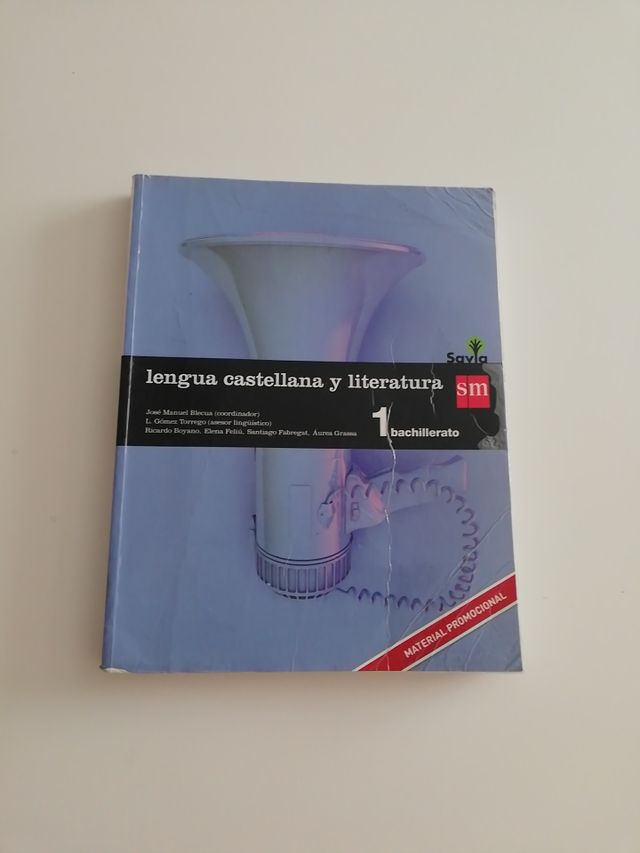 Savia
lengua castellana y literatura
sm
José Manuel Blecua (coordinador)
L. Gómez Torrego (asesor lingüístico)
Ricardo Boyano, Elena Feliú, Santiago Fabregat, Áurea Grassa
1 bachillerato
MATERIAL PROMOCIONAL